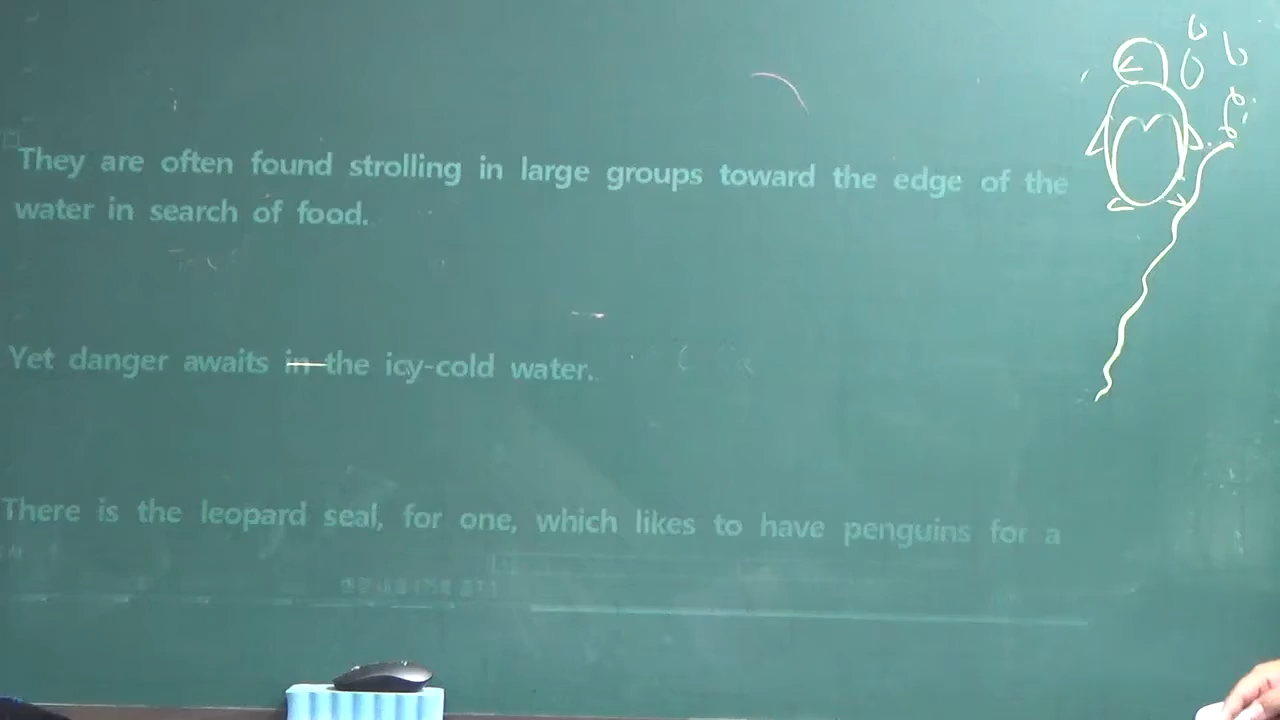 They are often found strolling in large groups toward the edge of the
water in search of food.
Yet danger awaits in the icy-cold water.
There is the leopard seal, for one, which likes to have penguins for a